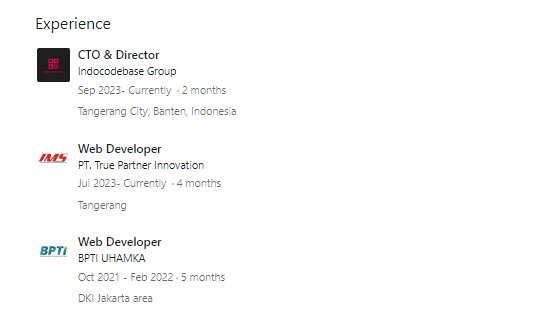 Experience
CTO & Director
Indocodebase Group
Sep 2023- Currently · 2 months
Tangerang City, Banten, Indonesia
IMS
Web Developer
PT. True Partner Innovation
Jul 2023- Currently · 4 months
Tangerang
BPTI
Web Developer
BPTI UHAMKA
Oct 2021 - Feb 2022 · 5 months
DKI Jakarta area